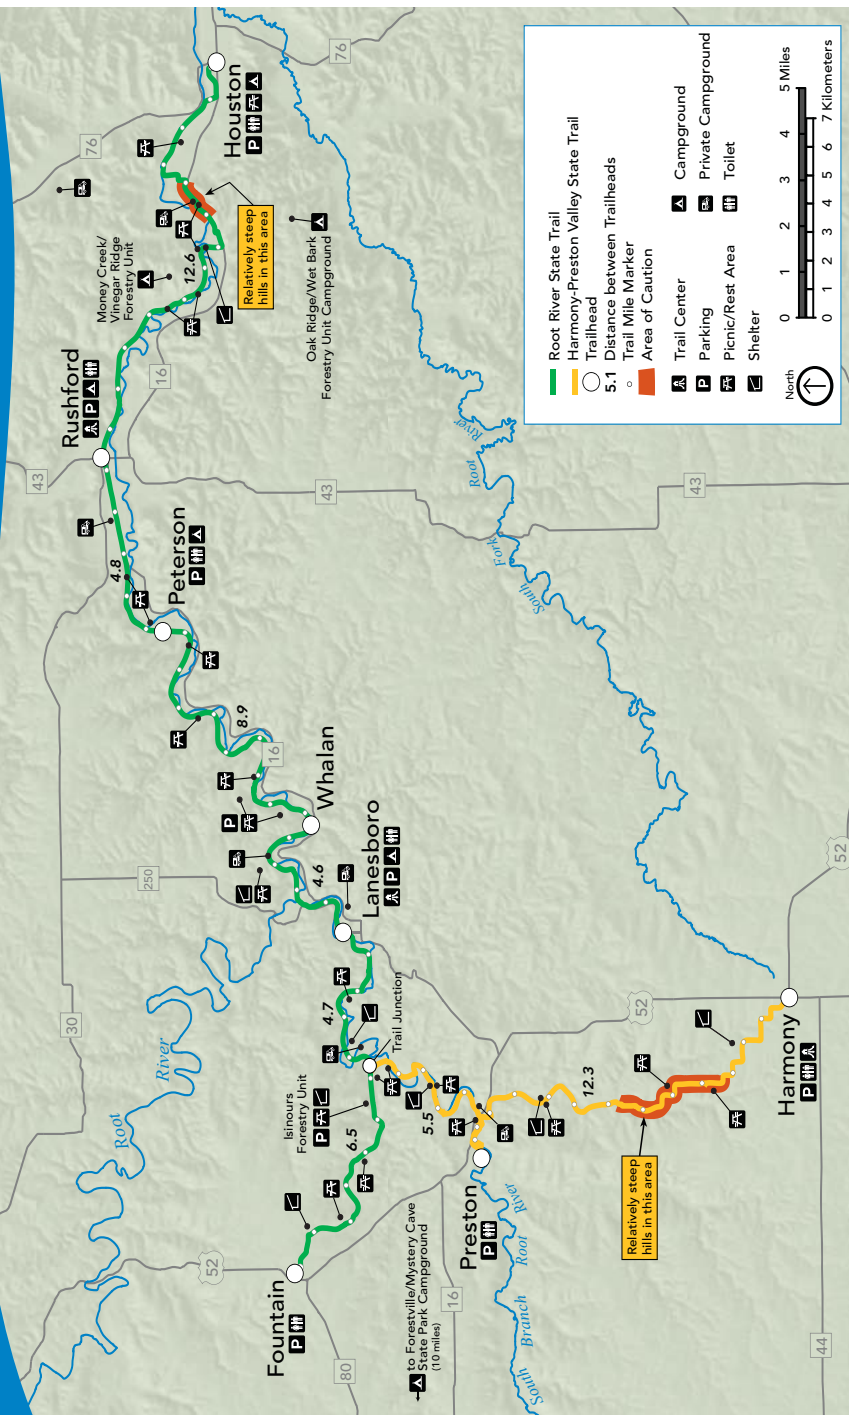 Fountain
P
52
80
to Forestville/Mystery Cave
State Park Campground
(10 miles)
16
44
Root
River
30
250
Isinours
Forestry Unit
P
6.5
Trail Junction
4.7
5.5
Preston
P
South
Branch
Root
River
12.3
Relatively steep
hills in this area
Harmony
P
52
52
Lanesboro
P
4.6
Whalan
P
16
8.9
Peterson
P
4.8
Rushford
P
43
43
43
16
Money Creek/
Vinegar Ridge
Forestry Unit
12.6
Relatively steep
hills in this area
Oak Ridge/Wet Bark
Forestry Unit Campground
Houston
P
76
76
South
Fork
Root
River
Root River State Trail
Harmony-Preston Valley State Trail
Trailhead
5.1 Distance between Trailheads
Trail Mile Marker
Area of Caution
Trail Center
P Parking
Picnic/Rest Area
Shelter
Campground
Private Campground
Toilet
North
0 1 2 3 4 5 Miles
0 1 2 3 4 5 6 7 Kilometers